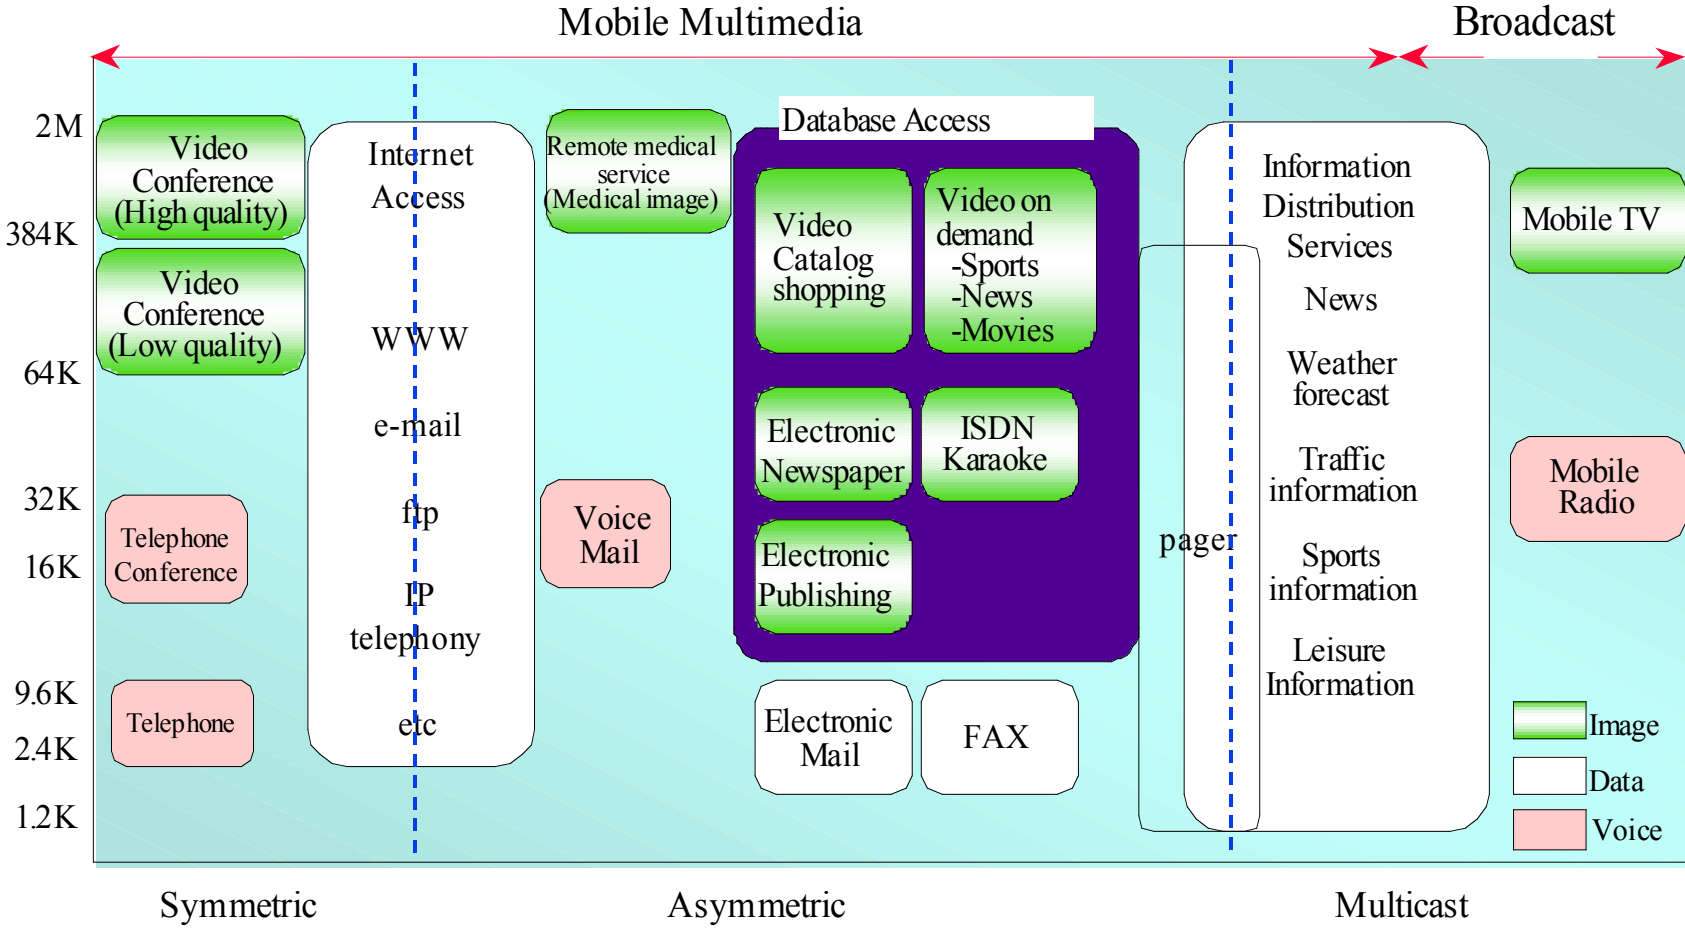 Mobile Multimedia
Broadcast
2M
384K
64K
32K
16K
9.6K
2.4K
1.2K
Video
Conference
(High quality)
Video
Conference
(Low quality)
Telephone
Conference
Telephone
Internet
Access
WWW
e-mail
ftp
IP
telephony
etc
Remote medical
service
(Medical image)
Voice
Mail
Database Access
Video
Catalog
shopping
Video on
demand
-Sports
-News
-Movies
Electronic
Newspaper
ISDN
Karaoke
Electronic
Publishing
Electronic
Mail
FAX
pager
Information
Distribution
Services
News
Weather
forecast
Traffic
information
Sports
information
Leisure
Information
Mobile TV
Mobile
Radio
Image
Data
Voice
Symmetric
Asymmetric
Multicast